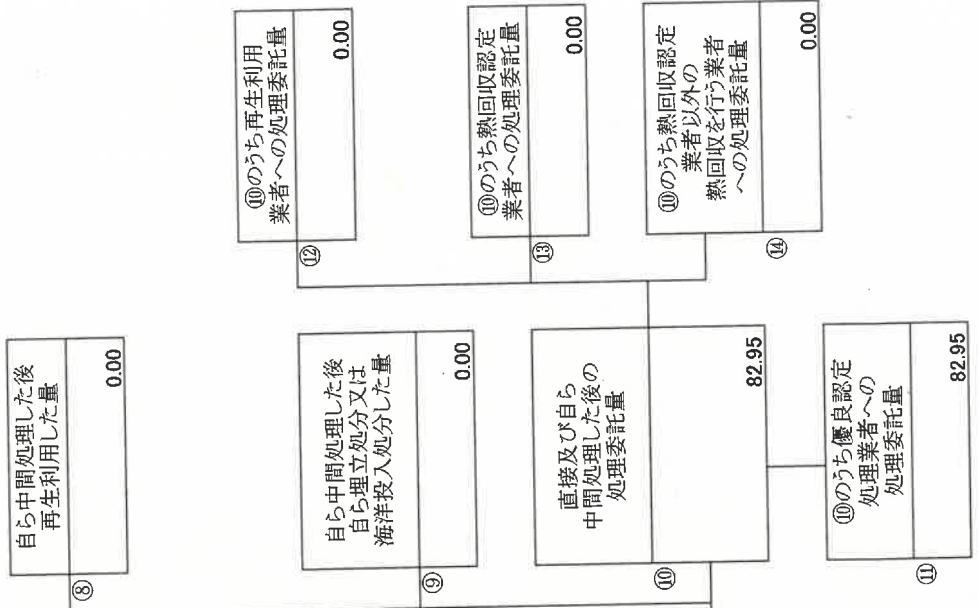 ⑧
自ら中間処理した後
再生利用した量
0.00
⑨
自ら中間処理した後
自ら埋立処分又は
海洋投入処分した量
0.00
⑩
直接及び自ら
中間処理した後の
処理委託量
82.95
⑪
⑩のうち優良認定
処理業者への
処理委託量
82.95
⑫
⑩のうち再生利用
業者への処理委託量
0.00
⑬
⑩のうち熱回収認定
業者への処理委託量
0.00
⑭
⑩のうち熱回収認定
業者以外の
熱回収を行う業者
への処理委託量
0.00